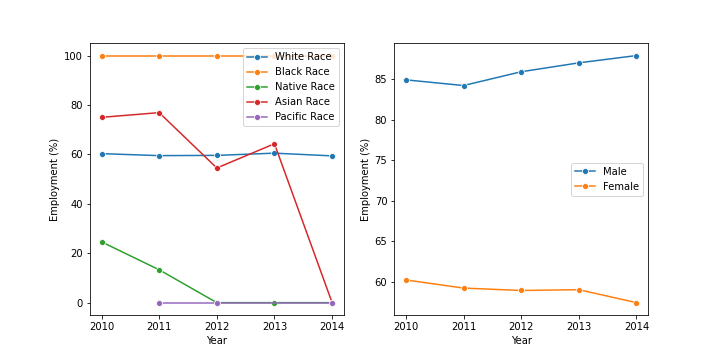 100
80
60
40
20
0
Employment (%)
2010
2011
2012
2013
2014
Year
White Race
Black Race
Native Race
Asian Race
Pacific Race
85
80
75
70
65
60
Employment (%)
2010
2011
2012
2013
2014
Year
Male
Female